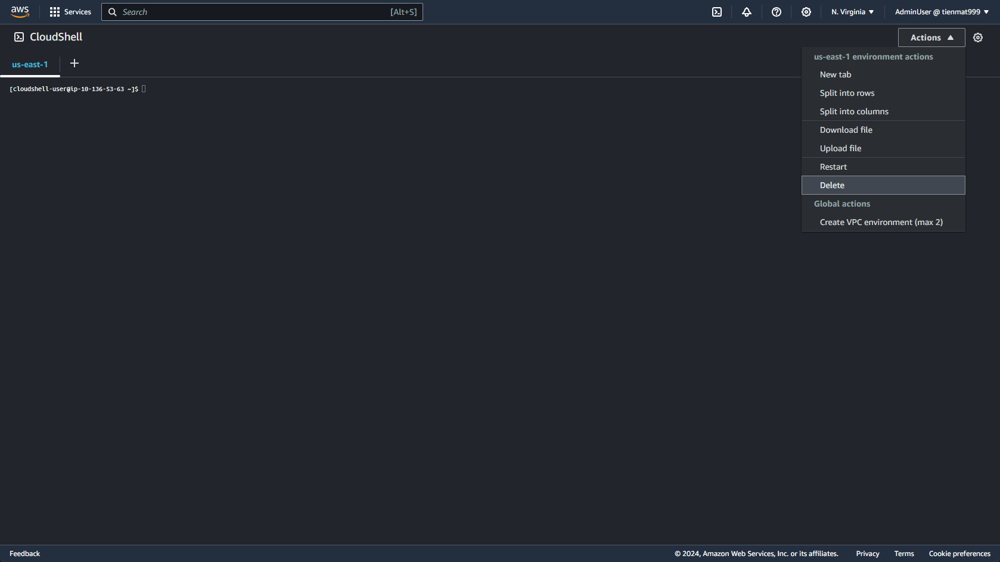 aws Services Search [Alt+S] N. Virginia AdminUser @ tienmat999
CloudShell Actions
us-east-1
us-east-1 environment actions
New tab
[cloudshell-user@ip-10-136-53-63 ~]$
Split into rows
Split into columns
Download file
Upload file
Restart
Delete
Global actions
Create VPC environment (max 2)
Feedback © 2024, Amazon Web Services, Inc. or its affiliates. Privacy Terms Cookie preferences